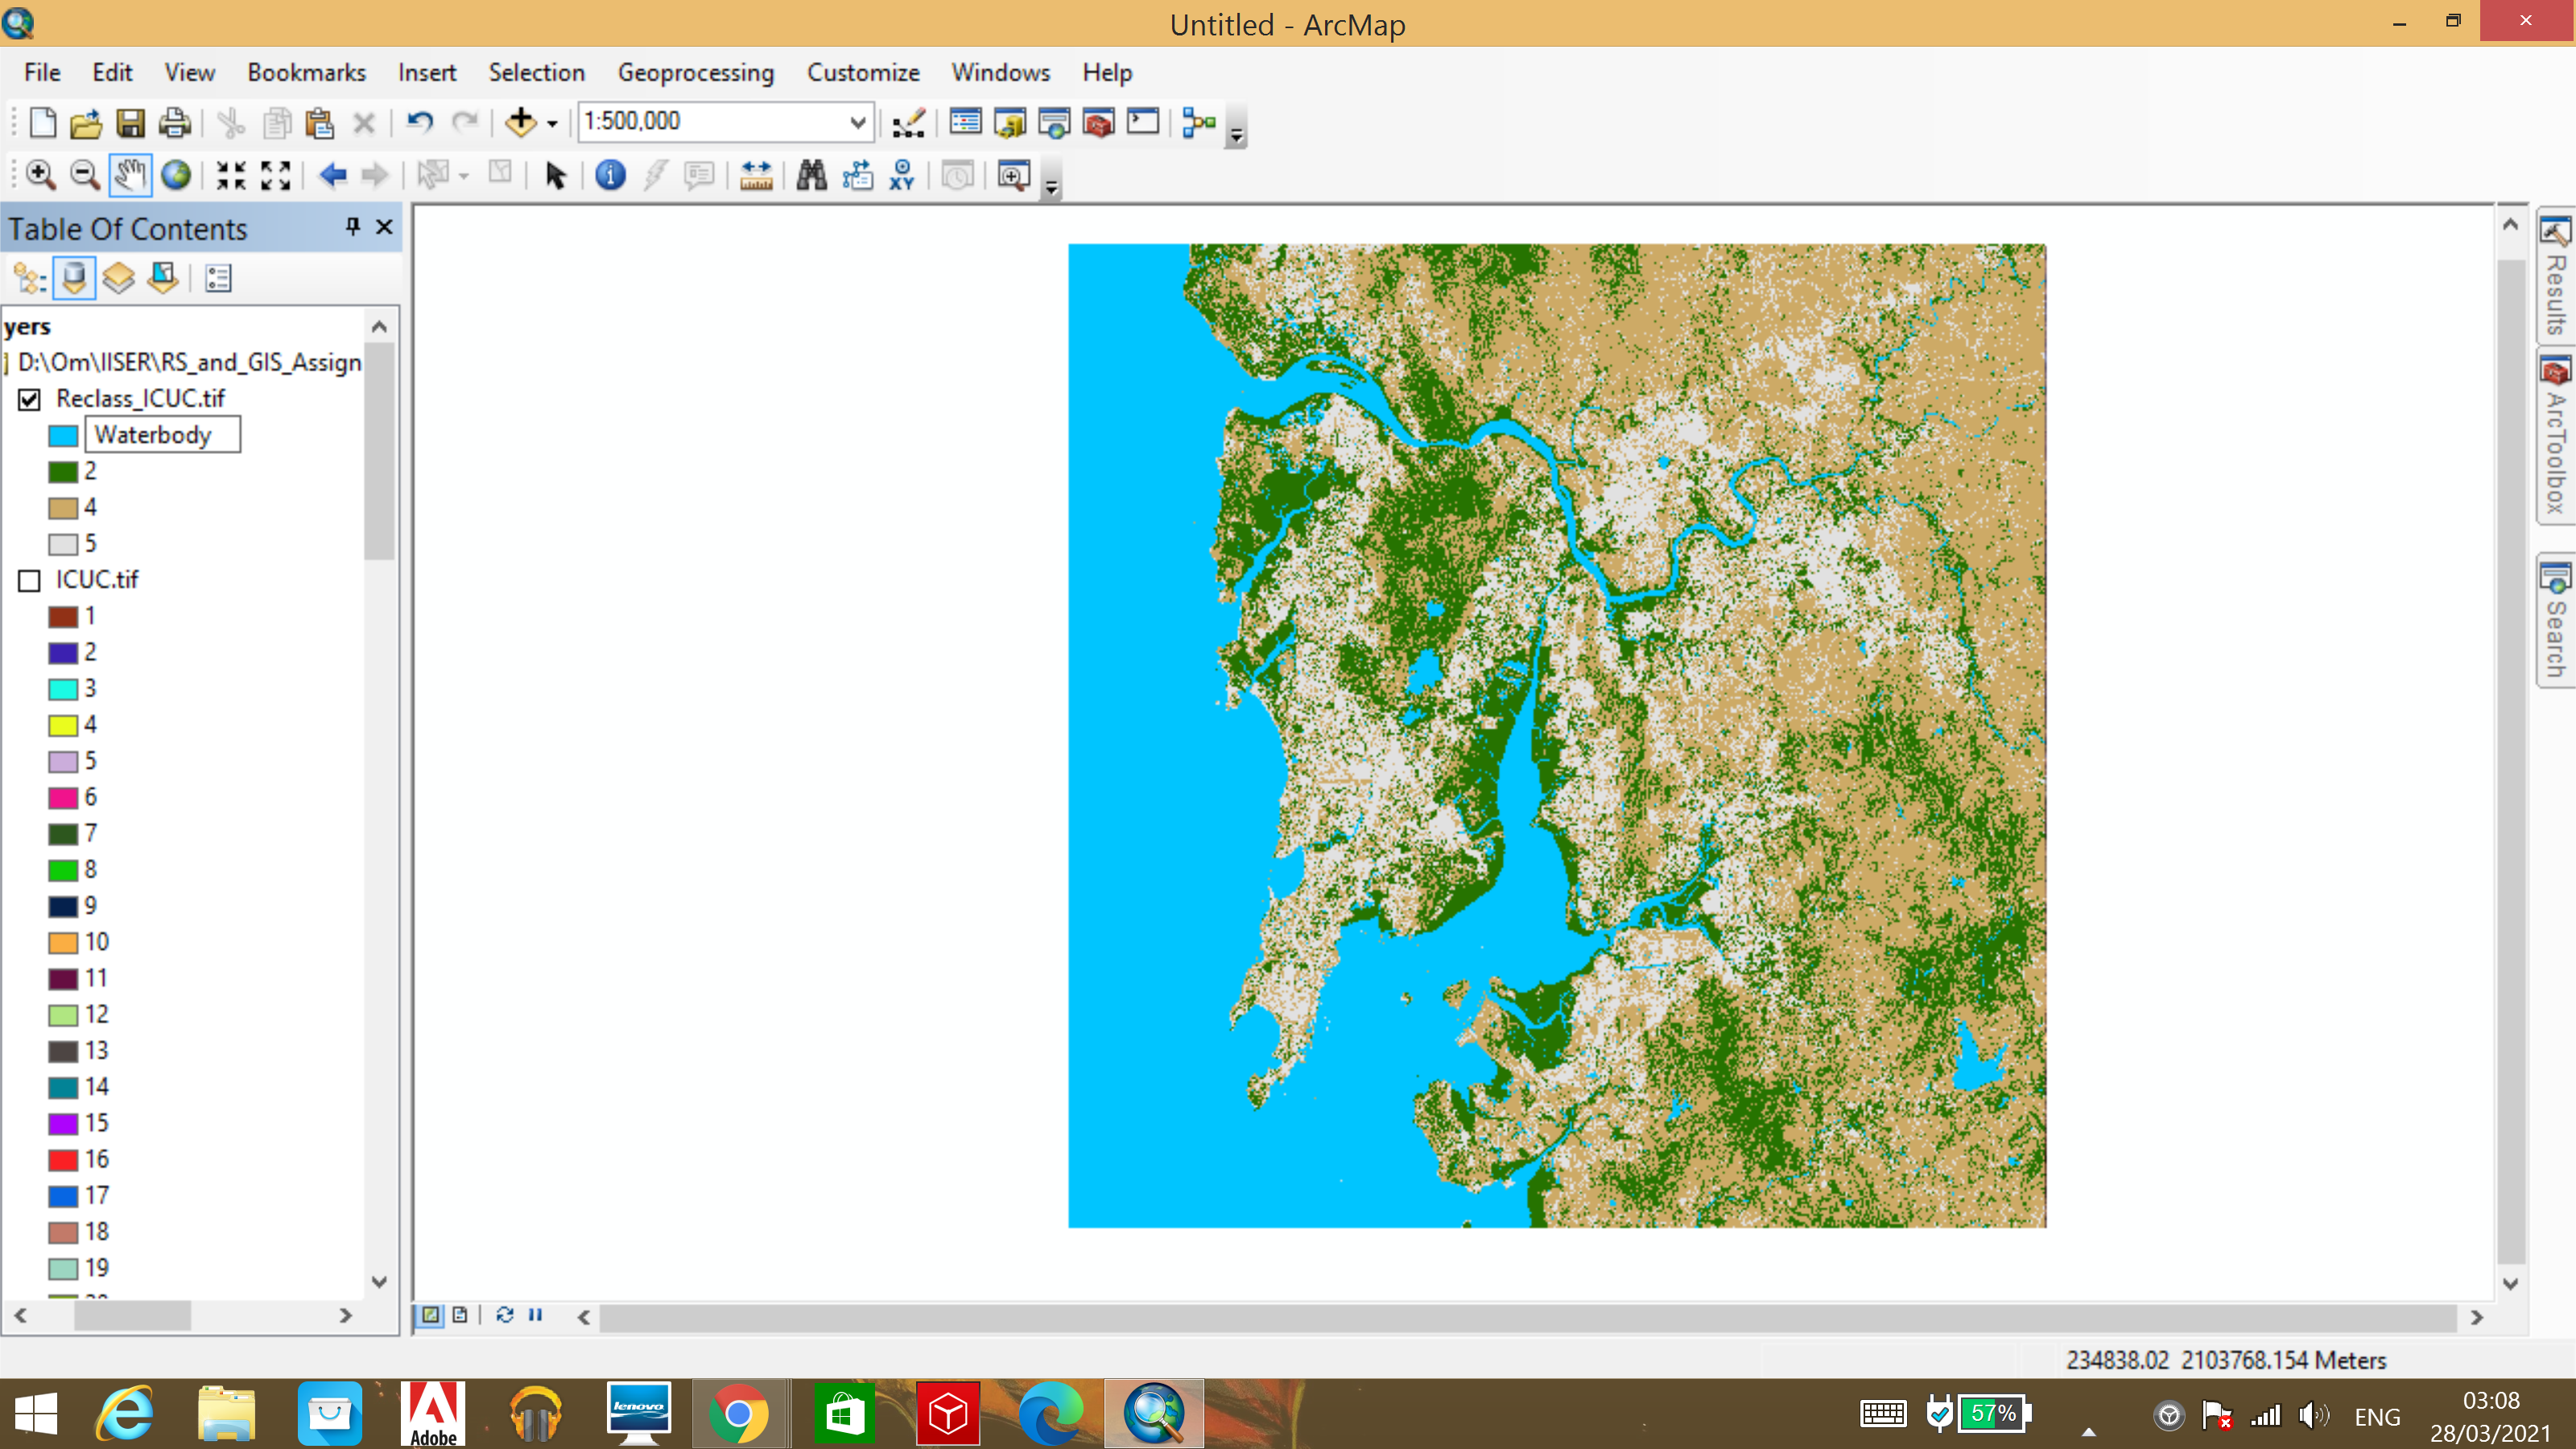 Untitled - ArcMap
File Edit View Bookmarks Insert Selection Geoprocessing Customize Windows Help
1:500,000
XY
Table Of Contents
yers
D:\Om\IISER\RS_and_GIS_Assign
Reclass_ICUC.tif
Waterbody
2
4
5
ICUC.tif
1
2
3
4
5
6
7
8
9
10
11
12
13
14
15
16
17
18
19
Results
ArcToolbox
Search
234838.02 2103768.154 Meters
Adobe
lenovo
57%
ENG
03:08
28/03/2021